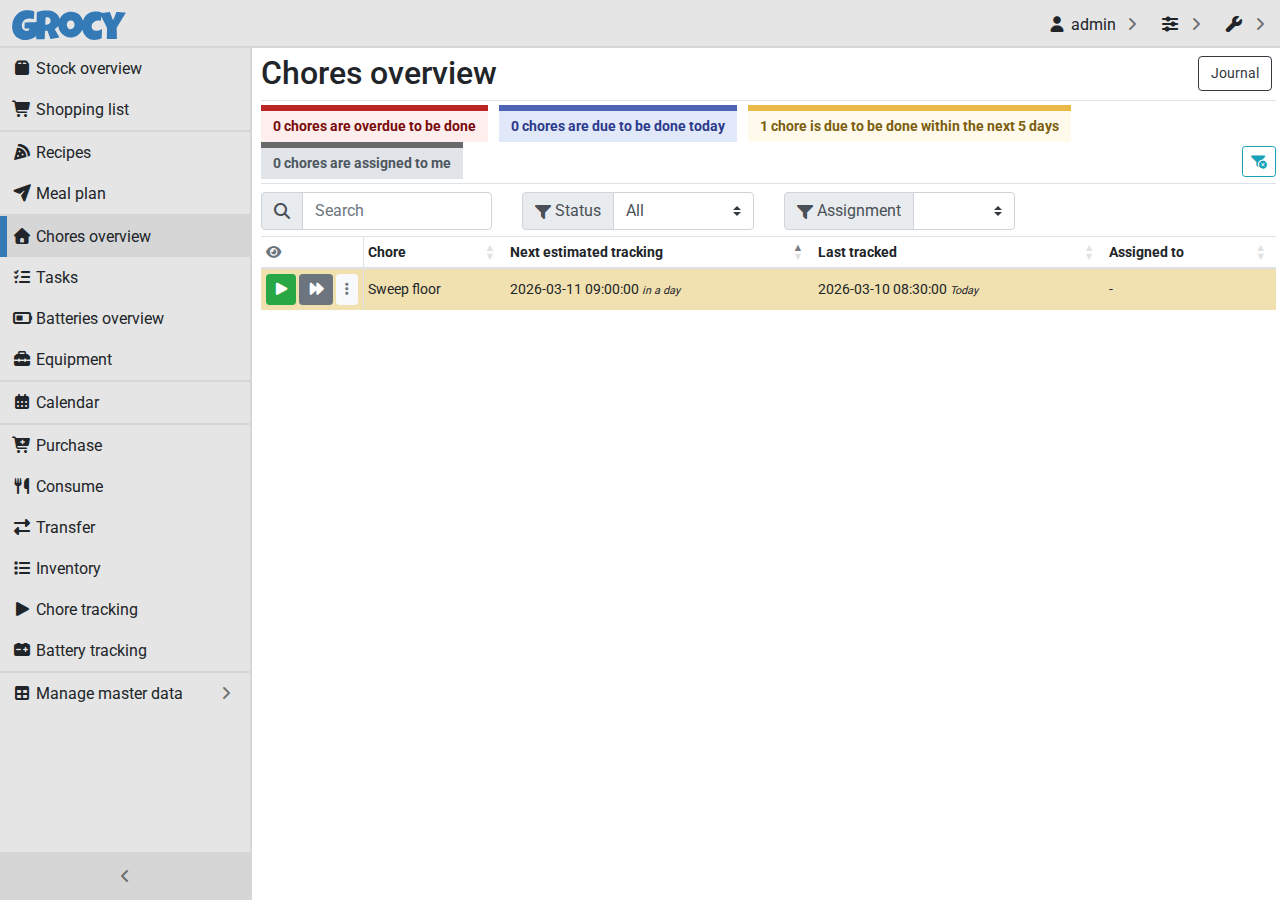 GROCY
admin
Stock overview
Shopping list
Recipes
Meal plan
Chores overview
Tasks
Batteries overview
Equipment
Calendar
Purchase
Consume
Transfer
Inventory
Chore tracking
Battery tracking
Manage master data
Chores overview
Journal
0 chores are overdue to be done
0 chores are due to be done today
1 chore is due to be done within the next 5 days
0 chores are assigned to me
Search
Status All
Assignment
Chore Next estimated tracking Last tracked Assigned to
Sweep floor 2026-03-11 09:00:00 in a day 2026-03-10 08:30:00 Today -